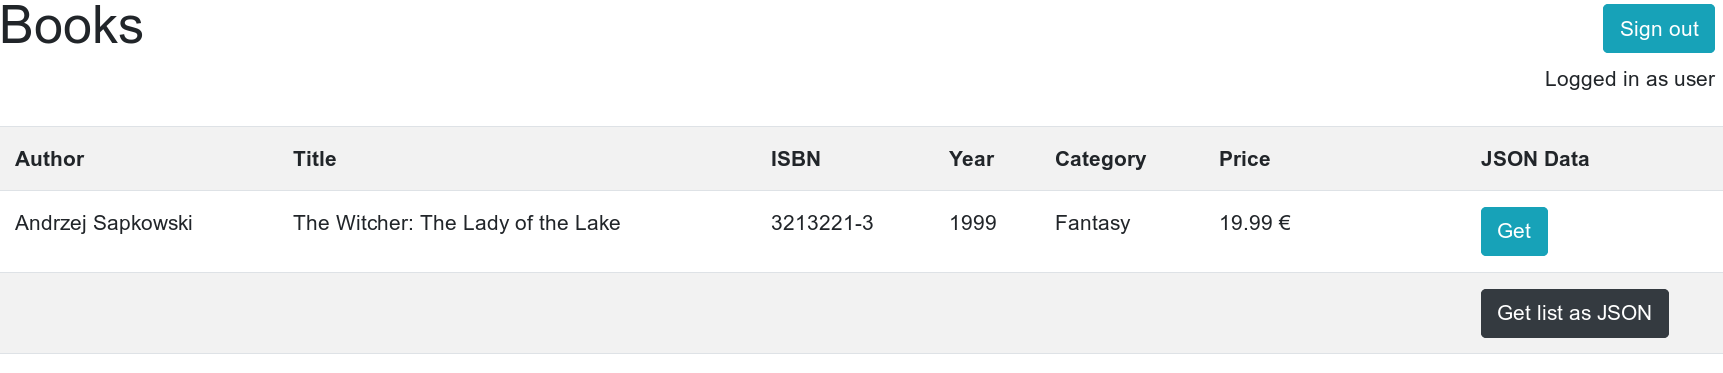 Books
Sign out
Logged in as user
Author Title ISBN Year Category Price JSON Data
Andrzej Sapkowski The Witcher: The Lady of the Lake 3213221-3 1999 Fantasy 19.99 € Get
Get list as JSON